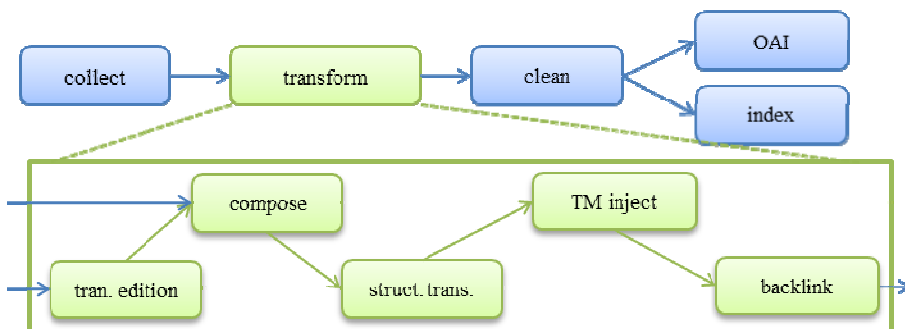 OAI
collect
transform
clean
index
compose
TM inject
tran. edition
struct. trans.
backlink